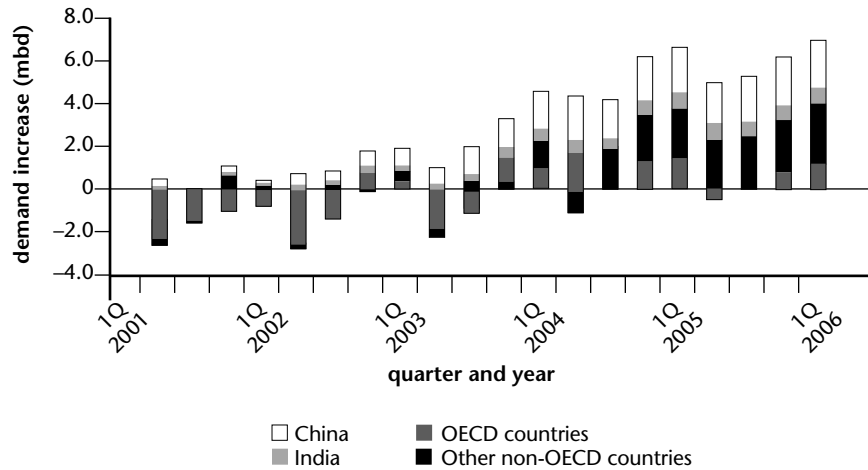 demand increase (mbd)
8.0
6.0
4.0
2.0
0
–2.0
–4.0
1Q
2001
1Q
2002
1Q
2003
1Q
2004
1Q
2005
1Q
2006
quarter and year
China
OECD countries
India
Other non-OECD countries